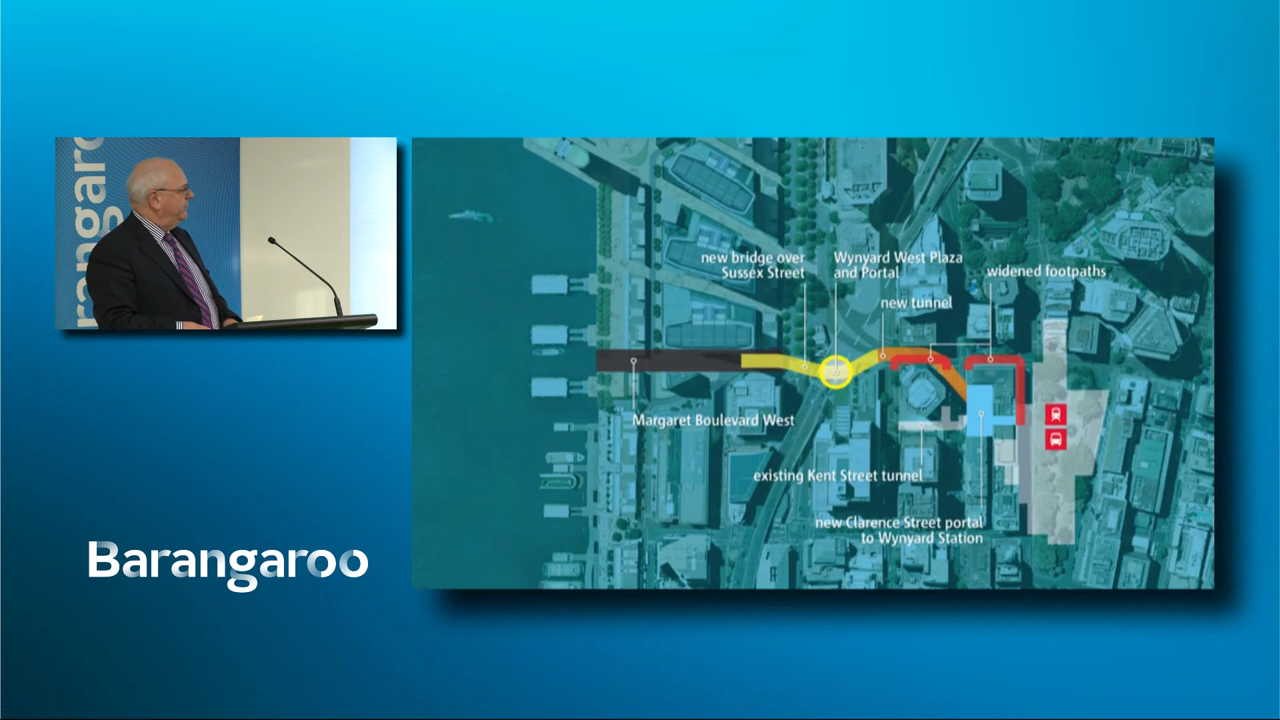 rangaroo
new bridge over
Sussex Street
Wynyard West Plaza
and Portal
widened footpaths
new tunnel
Margaret Boulevard West
existing Kent Street tunnel
new Clarence Street portal
to Wynyard Station
Barangaroo